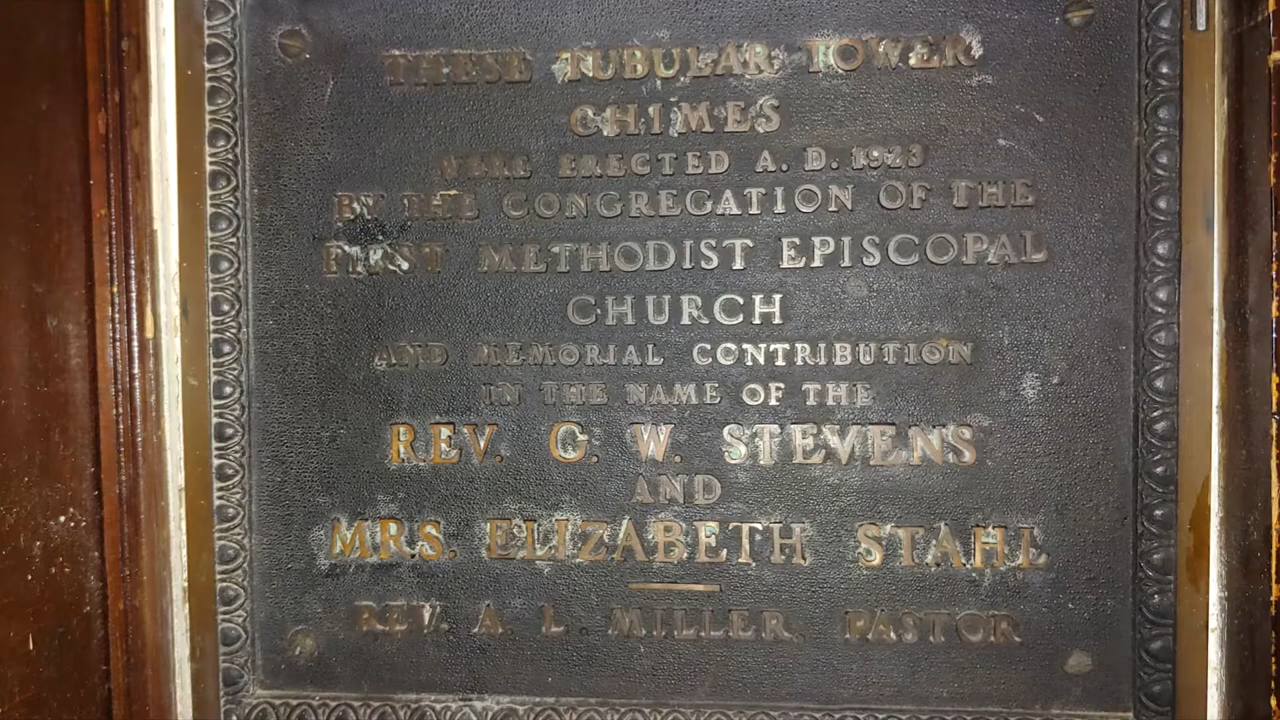 THESE TUBULAR TOWER
CHIMES
WERE ERECTED A. D. 1923
BY THE CONGREGATION OF THE
FIRST METHODIST EPISCOPAL
CHURCH
AND MEMORIAL CONTRIBUTION
IN THE NAME OF THE
REV. G. W. STEVENS
AND
MRS. ELIZABETH STAHL
REV. A. L. MILLER, PASTOR